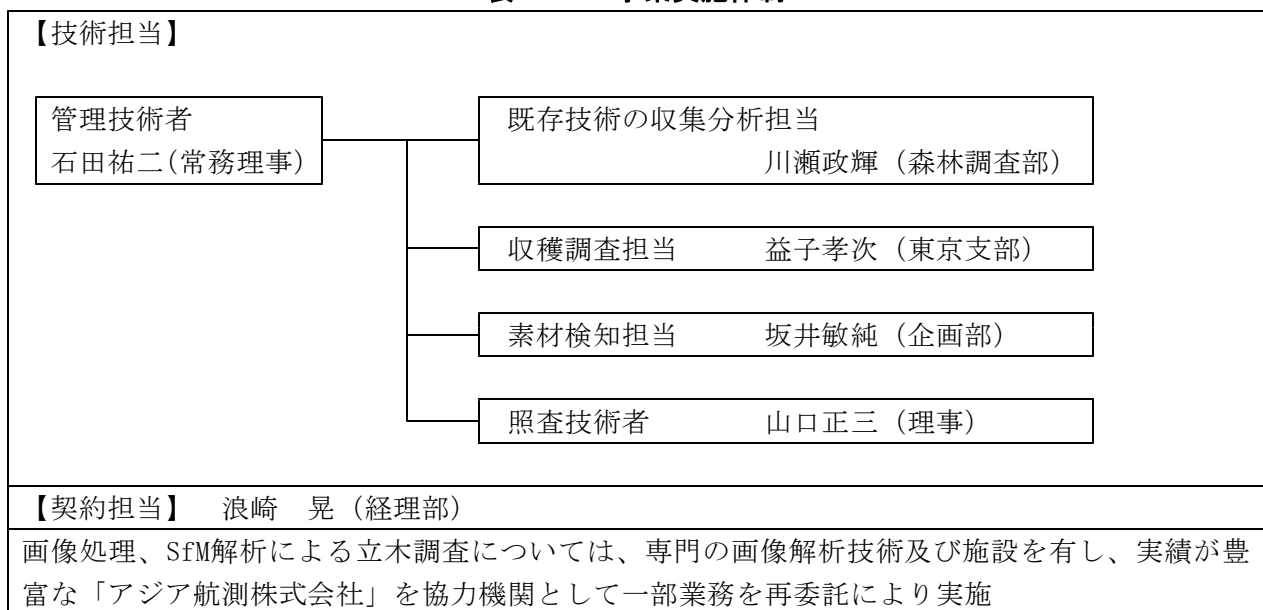 【技術担当】
管理技術者
石田祐二(常務理事)
既存技術の収集分析担当
川瀬政輝（森林調査部）
収穫調査担当　　益子孝次（東京支部）
素材検知担当　　坂井敏純（企画部）
照査技術者　　山口正三（理事）
【契約担当】　浪崎　晃（経理部）
画像処理、SfM解析による立木調査については、専門の画像解析技術及び施設を有し、実績が豊
富な「アジア航測株式会社」を協力機関として一部業務を再委託により実施